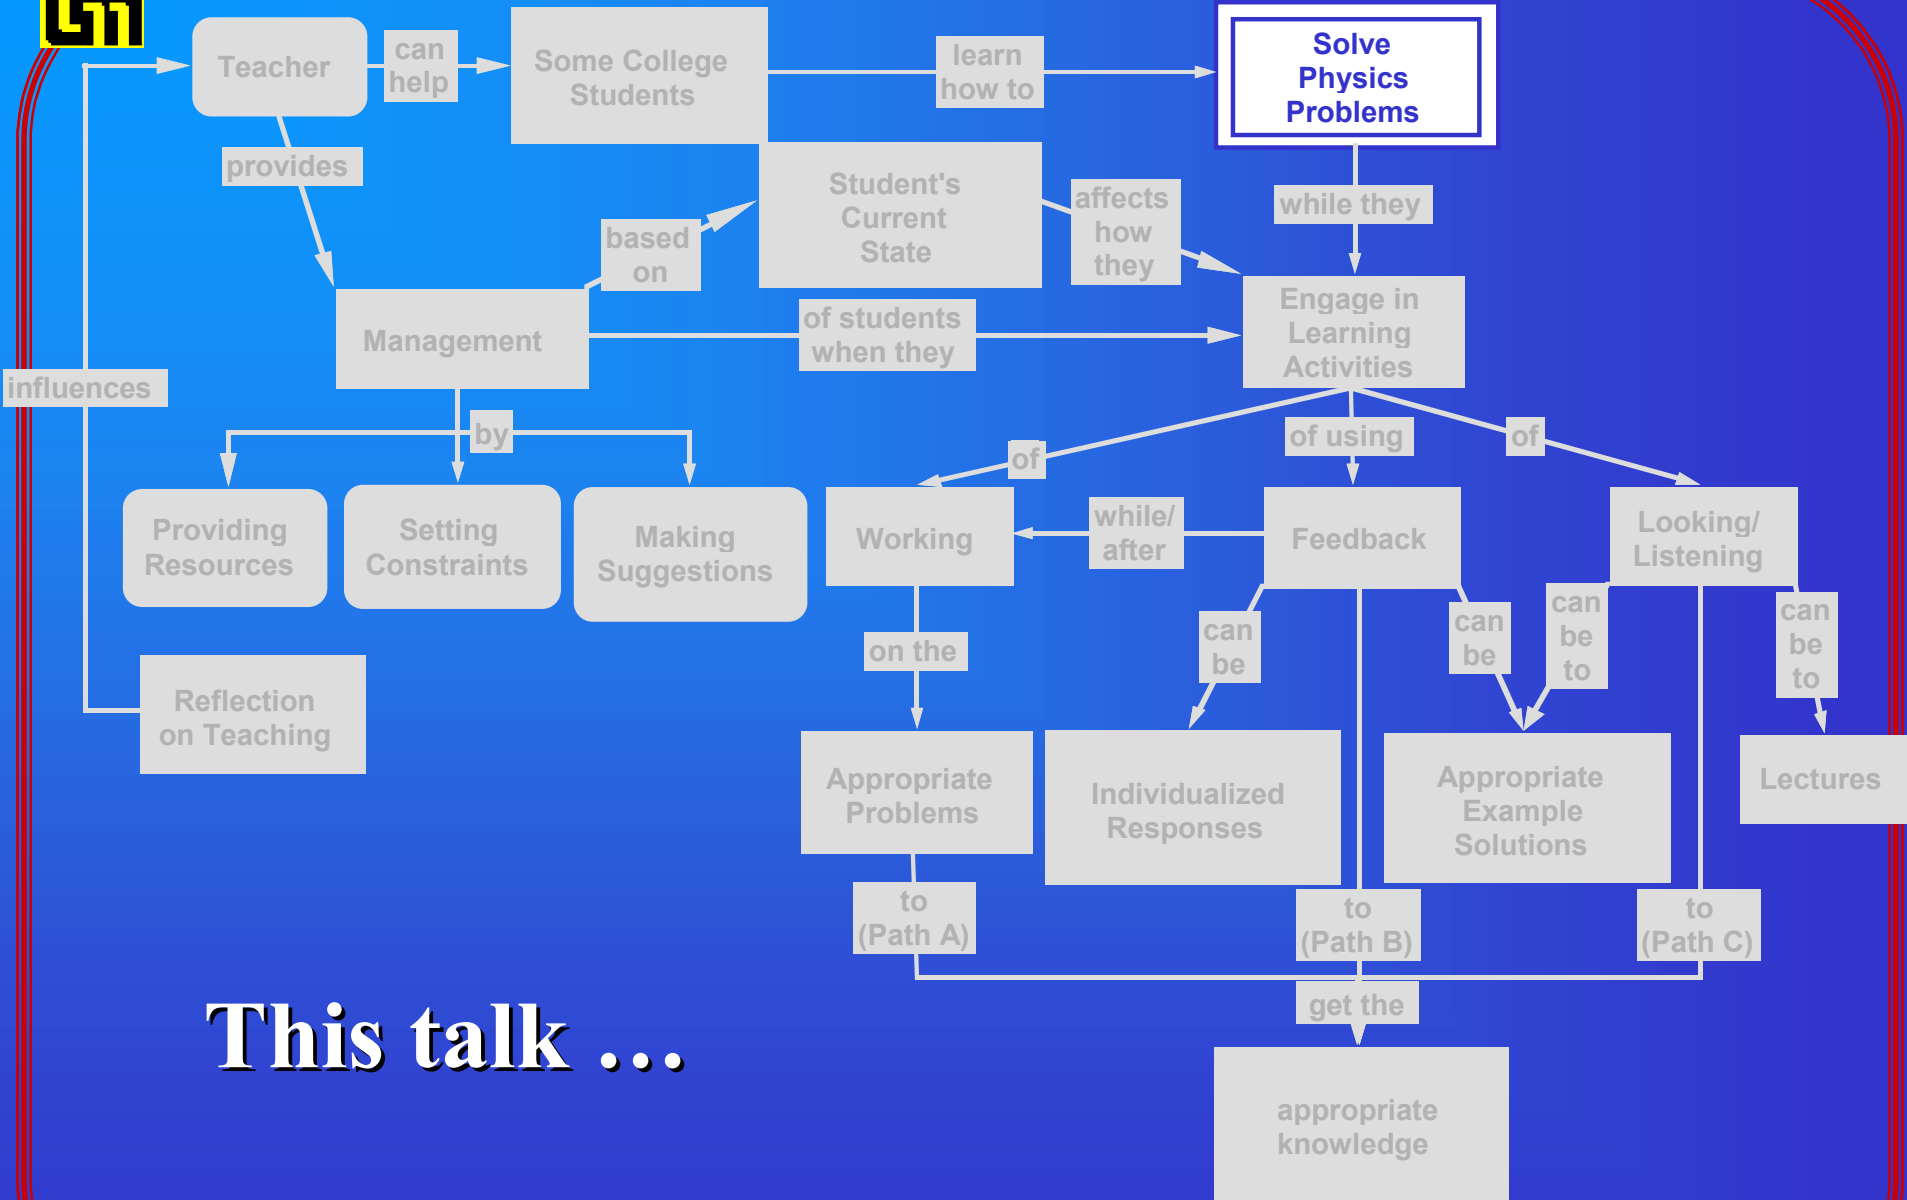 Teacher
can
help
Some College
Students
learn
how to
Solve
Physics
Problems
provides
Student's
Current
State
affects
how
they
while they
based
on
Management
of students
when they
Engage in
Learning
Activities
influences
by
of
of using
of
Providing
Resources
Setting
Constraints
Making
Suggestions
Working
while/
after
Feedback
Looking/
Listening
on the
can
be
can
be
can
be
to
can
be
to
Reflection
on Teaching
Appropriate
Problems
Individualized
Responses
Appropriate
Example
Solutions
Lectures
to
(Path A)
to
(Path B)
to
(Path C)
get the
This talk ...
appropriate
knowledge